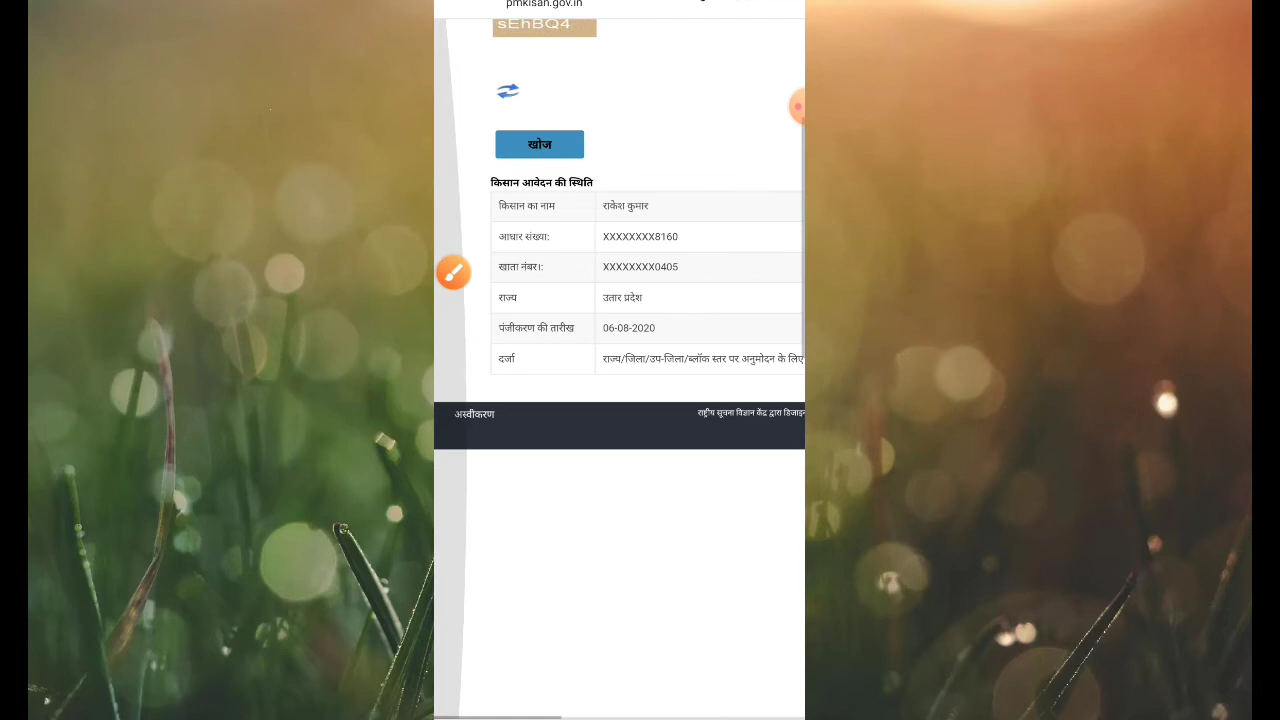 pmkisan.gov.in
sEhBQ4
खोज
किसान आवेदन की स्थिति
किसान का नाम राकेश कुमार
आधार संख्या: XXXXXXXX8160
खाता नंबर।: XXXXXXXX0405
राज्य उतार प्रदेश
पंजीकरण की तारीख 06-08-2020
दर्जा राज्य/जिला/उप-जिला/ब्लॉक स्तर पर अनुमोदन के लिए
अस्वीकरण राष्ट्रीय सूचना विज्ञान केंद्र द्वारा डिजाइन